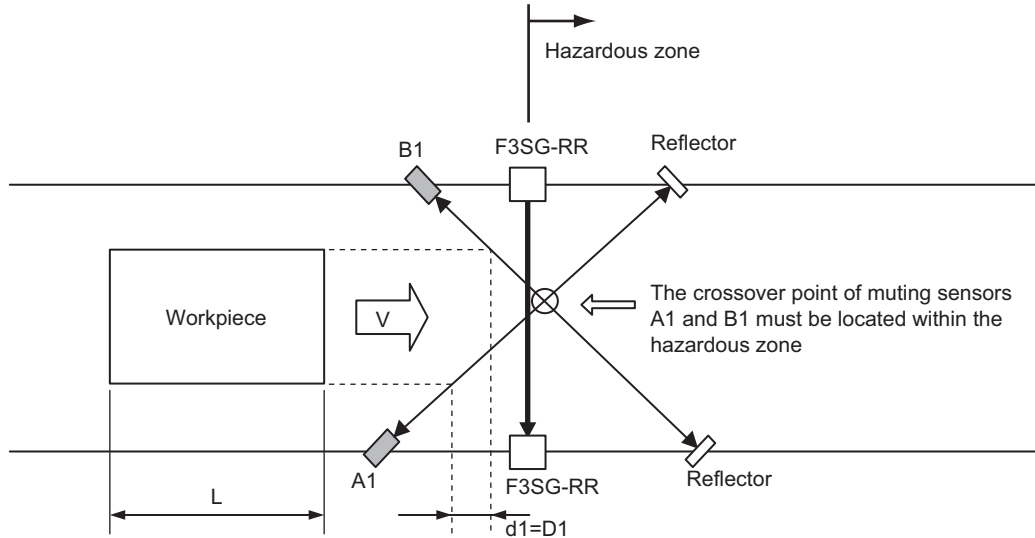 Hazardous zone
B1
F3SG-RR
Reflector
Workpiece
V
The crossover point of muting sensors
A1 and B1 must be located within the
hazardous zone
A1
F3SG-RR
Reflector
L
d1=D1